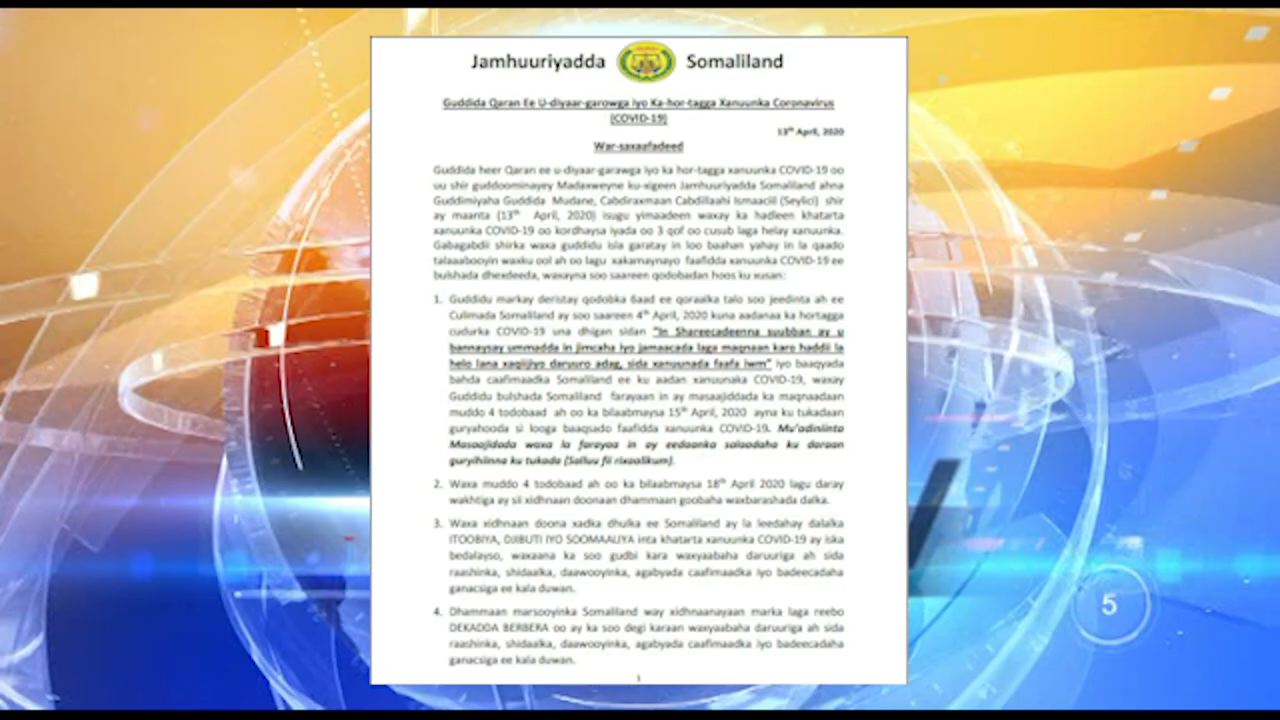 Jamhuuriyadda Somaliland
Guddida Qaran Ee U-diyaar-garowga iyo Ka-hor-tagga Xanuunka Coronavirus
(COVID-19)
13th April, 2020
War-saxaafadeed
Guddida heer Qaran ee u-diyaar-garawga iyo ka hor-tagga xanuunka COVID-19 oo
uu shir guddoominayey Madaxweyne ku-xigeen Jamhuuriyadda Somaliland ahna
Guddimiyaha Guddida Mudane, Cabdiraxmaan Cabdillaahi Ismaaciil (Seylici) shir
ay maanta (13th April, 2020) isugu yimaadeen waxay ka hadleen khatarta
xanuunka COVID-19 oo kordhaysa iyada oo 3 qof oo cusub laga helay xanuunka.
Gabagabdii shirka waxa guddidu isla garatay in loo baahan yahay in la qaado
talaaabooyin waxku ool ah oo lagu xakamaynayo faafidda xanuunka COVID-19 ee
bulshada dhexdeeda, waxayna soo saareen qodobadan hoos ku xusan:
1. Guddidu markay deristay qodobka 6aad ee qoraalka talo soo jeedinta ah ee
Culimada Somaliland ay soo saareen 4th April, 2020 kuna aadanaa ka hortagga
cudurka COVID-19 una dhigan sidan "In Shareecadeenna suubban ay u
bannaysay ummadda in jimcaha iyo jamaacada laga maqnaan karo haddii la
helo lana xaqiijiyo daruuro adag, sida xanuunada faafa iwm" iyo baaqyada
bahda caafimaadka Somaliland ee ku aadan xanuunaka COVID-19, waxay
Guddidu bulshada Somaliland farayaan in ay masaajiddada ka maqnaadaan
muddo 4 todobaad ah oo ka bilaabmaysa 15th April, 2020 ayna ku tukadaan
guryahooda si looga baaqsado faafidda xanuunka COVID-19. Mu'adiniinta
Masaajidada waxa la farayaa in ay eedaanka salaadaha ku daraan
guryihiinna ku tukada (Salluu fii rixaalikum).
2. Waxa muddo 4 todobaad ah oo ka bilaabmaysa 18th April 2020 lagu daray
wakhtiga ay sii xidhnaan doonaan dhammaan goobaha waxbarashada dalka.
3. Waxa xidhnaan doona xadka dhulka ee Somaliland ay la leedahay dalalka
ITOOBIYA, DJIBUTI IYO SOOMAALIYA inta khatarta xanuunka COVID-19 ay iska
bedalayso, waxaana ka soo gudbi kara waxyaabaha daruuriga ah sida
raashinka, shidaalka, daawooyinka, agabyada caafimaadka iyo badeecadaha
ganacsiga ee kala duwan.
4. Dhammaan marsooyinka Somaliland way xidhnaanayaan marka laga reebo
DEKADDA BERBERA oo ay ka soo degi karaan waxyaabaha daruuriga ah sida
raashinka, shidaalka, daawooyinka, agabyada caafimaadka iyo badeecadaha
ganacsiga ee kala duwan.
1
5